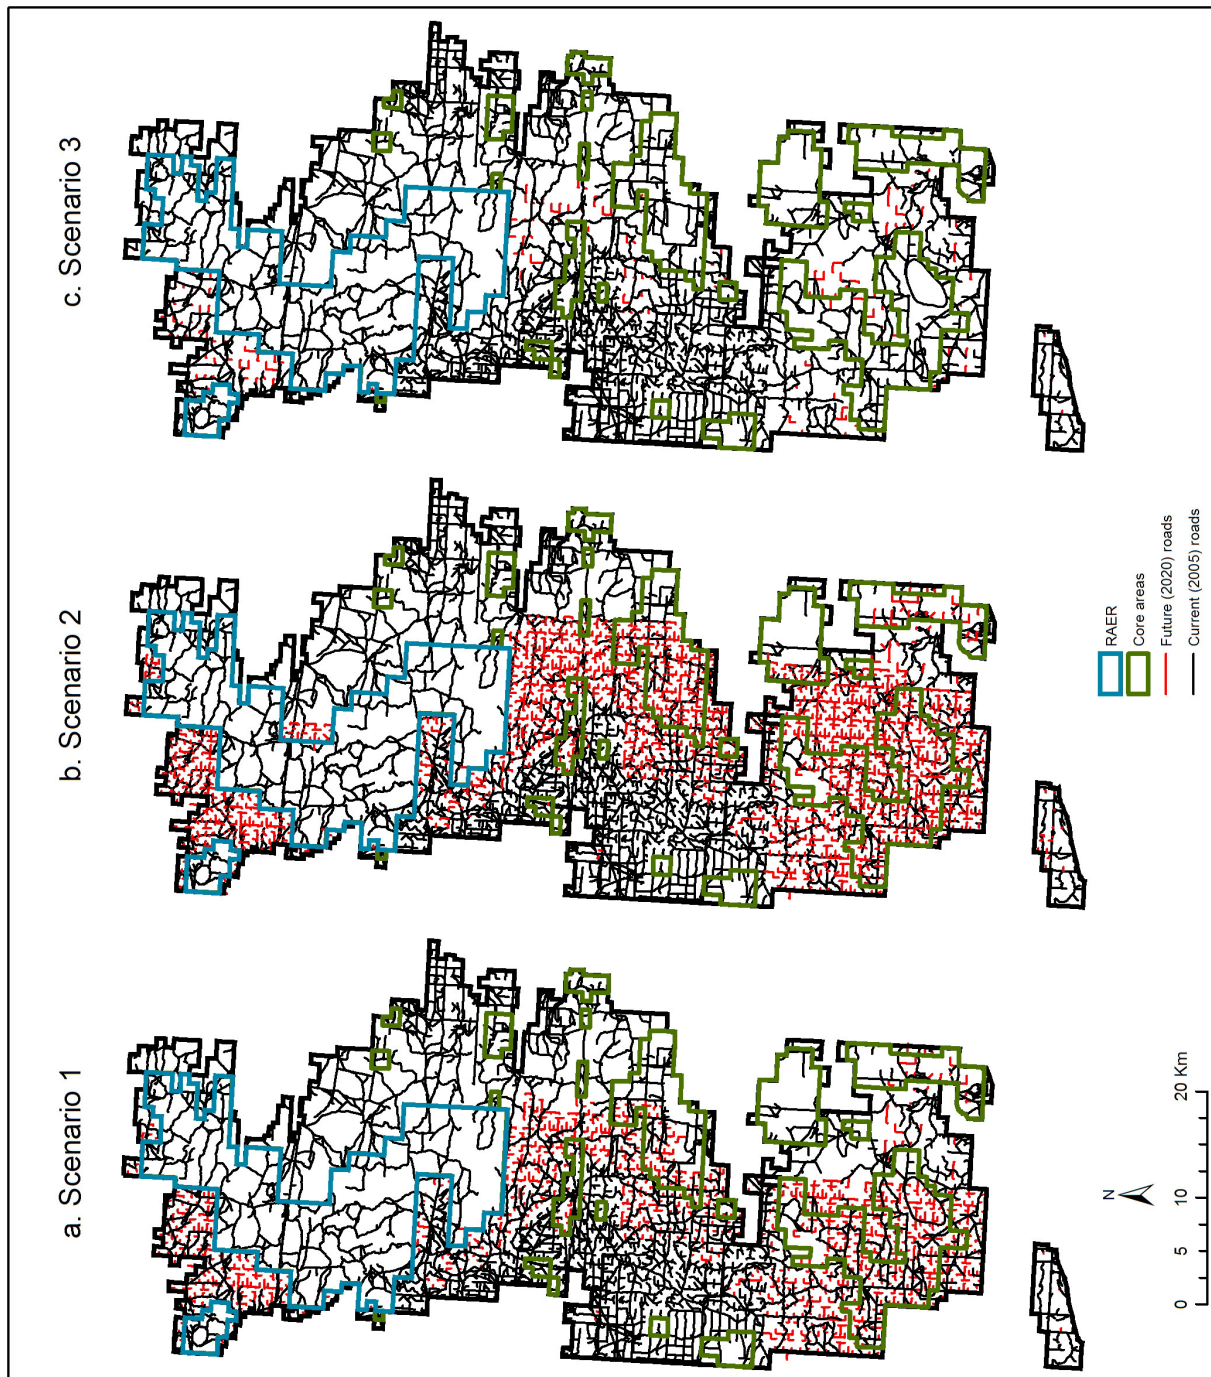 a. Scenario 1
b. Scenario 2
c. Scenario 3
N
0 5 10 20 Km
RAER
Core areas
Future (2020) roads
Current (2005) roads